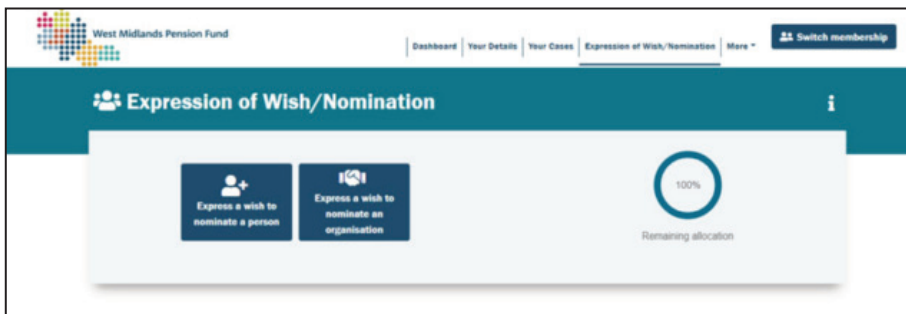 West Midlands Pension Fund
Dashboard Your Details Your Cases Expression of Wish/Nomination More
Switch membership
Expression of Wish/Nomination
i
Express a wish to
nominate a person
Express a wish to
nominate an
organisation
100%
Remaining allocation